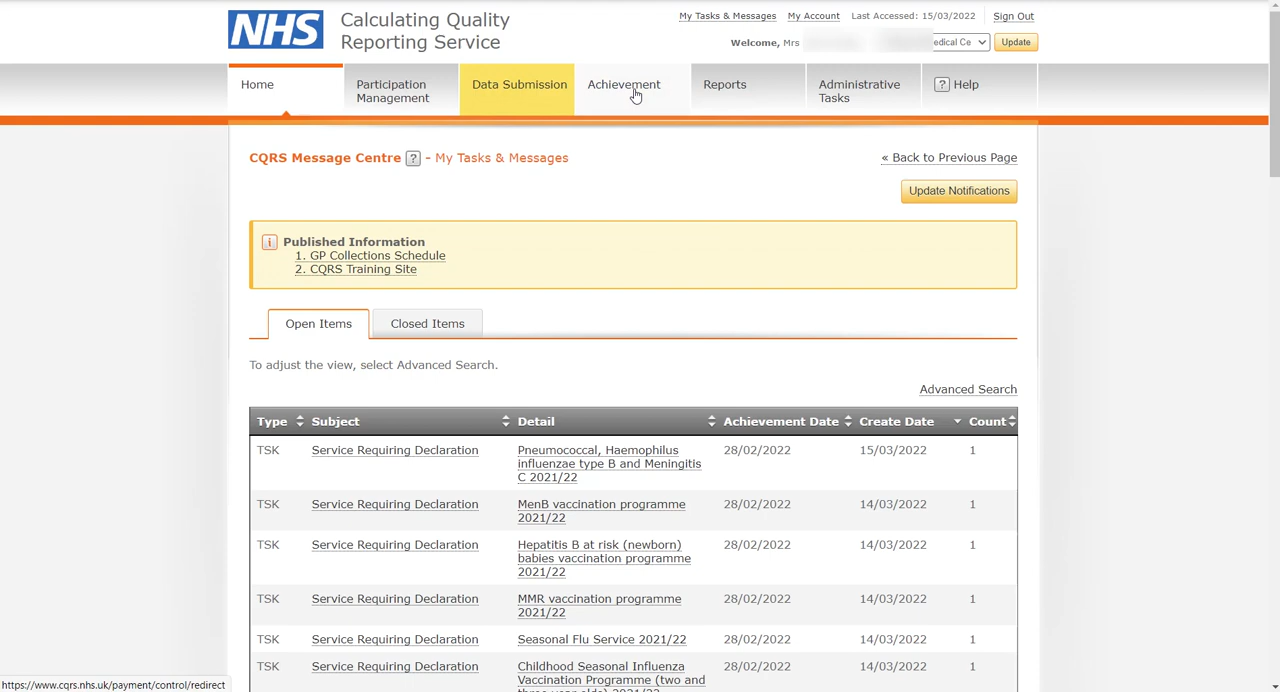 NHS
Calculating Quality
Reporting Service
My Tasks & Messages My Account Last Accessed: 15/03/2022 Sign Out
Welcome, Mrs edical Ce Update
Home
Participation
Management
Data Submission
Achievement
Reports
Administrative
Tasks
? Help
CQRS Message Centre ? - My Tasks & Messages
« Back to Previous Page
Update Notifications
i Published Information
1. GP Collections Schedule
2. CQRS Training Site
Open Items Closed Items
To adjust the view, select Advanced Search.
Advanced Search
Type Subject Detail Achievement Date Create Date Count
TSK Service Requiring Declaration Pneumococcal, Haemophilus 28/02/2022 15/03/2022 1
influenzae type B and Meningitis
C 2021/22
TSK Service Requiring Declaration MenB vaccination programme 28/02/2022 14/03/2022 1
2021/22
TSK Service Requiring Declaration Hepatitis B at risk (newborn) 28/02/2022 14/03/2022 1
babies vaccination programme
2021/22
TSK Service Requiring Declaration MMR vaccination programme 28/02/2022 14/03/2022 1
2021/22
TSK Service Requiring Declaration Seasonal Flu Service 2021/22 28/02/2022 14/03/2022 1
TSK Service Requiring Declaration Childhood Seasonal Influenza 28/02/2022 14/03/2022 1
Vaccination Programme (two and
three year olds) 2021/22
https://www.cqrs.nhs.uk/payment/control/redirect